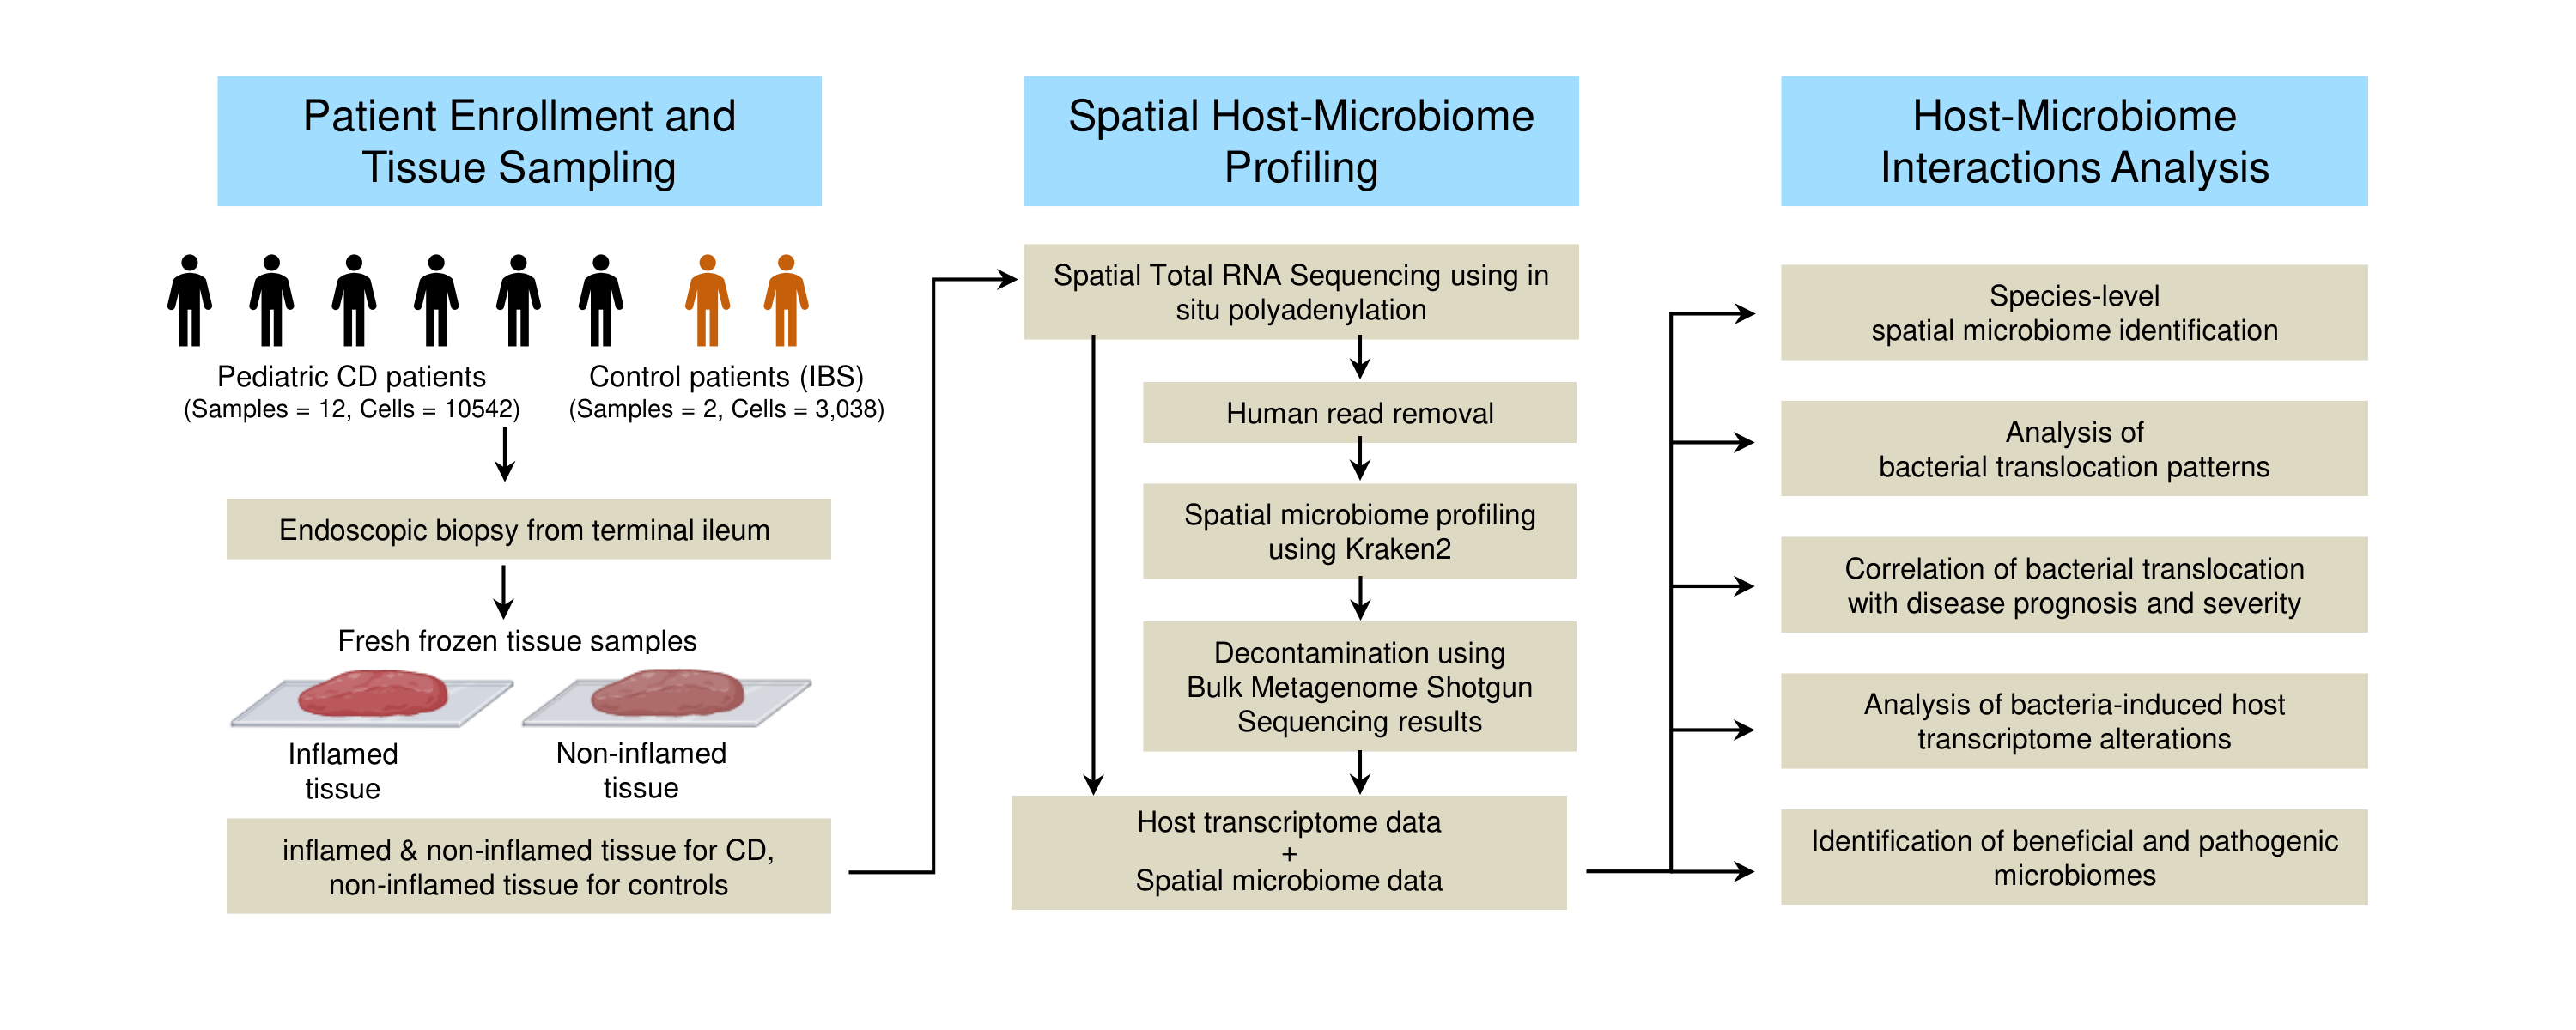 Patient Enrollment and
Tissue Sampling
Pediatric CD patients
(Samples = 12, Cells = 10542)
Control patients (IBS)
(Samples = 2, Cells = 3,038)
Endoscopic biopsy from terminal ileum
Fresh frozen tissue samples
Inflamed
tissue
Non-inflamed
tissue
inflamed & non-inflamed tissue for CD,
non-inflamed tissue for controls
Spatial Host-Microbiome
Profiling
Spatial Total RNA Sequencing using in
situ polyadenylation
Human read removal
Spatial microbiome profiling
using Kraken2
Decontamination using
Bulk Metagenome Shotgun
Sequencing results
Host transcriptome data
+
Spatial microbiome data
Host-Microbiome
Interactions Analysis
Species-level
spatial microbiome identification
Analysis of
bacterial translocation patterns
Correlation of bacterial translocation
with disease prognosis and severity
Analysis of bacteria-induced host
transcriptome alterations
Identification of beneficial and pathogenic
microbiomes